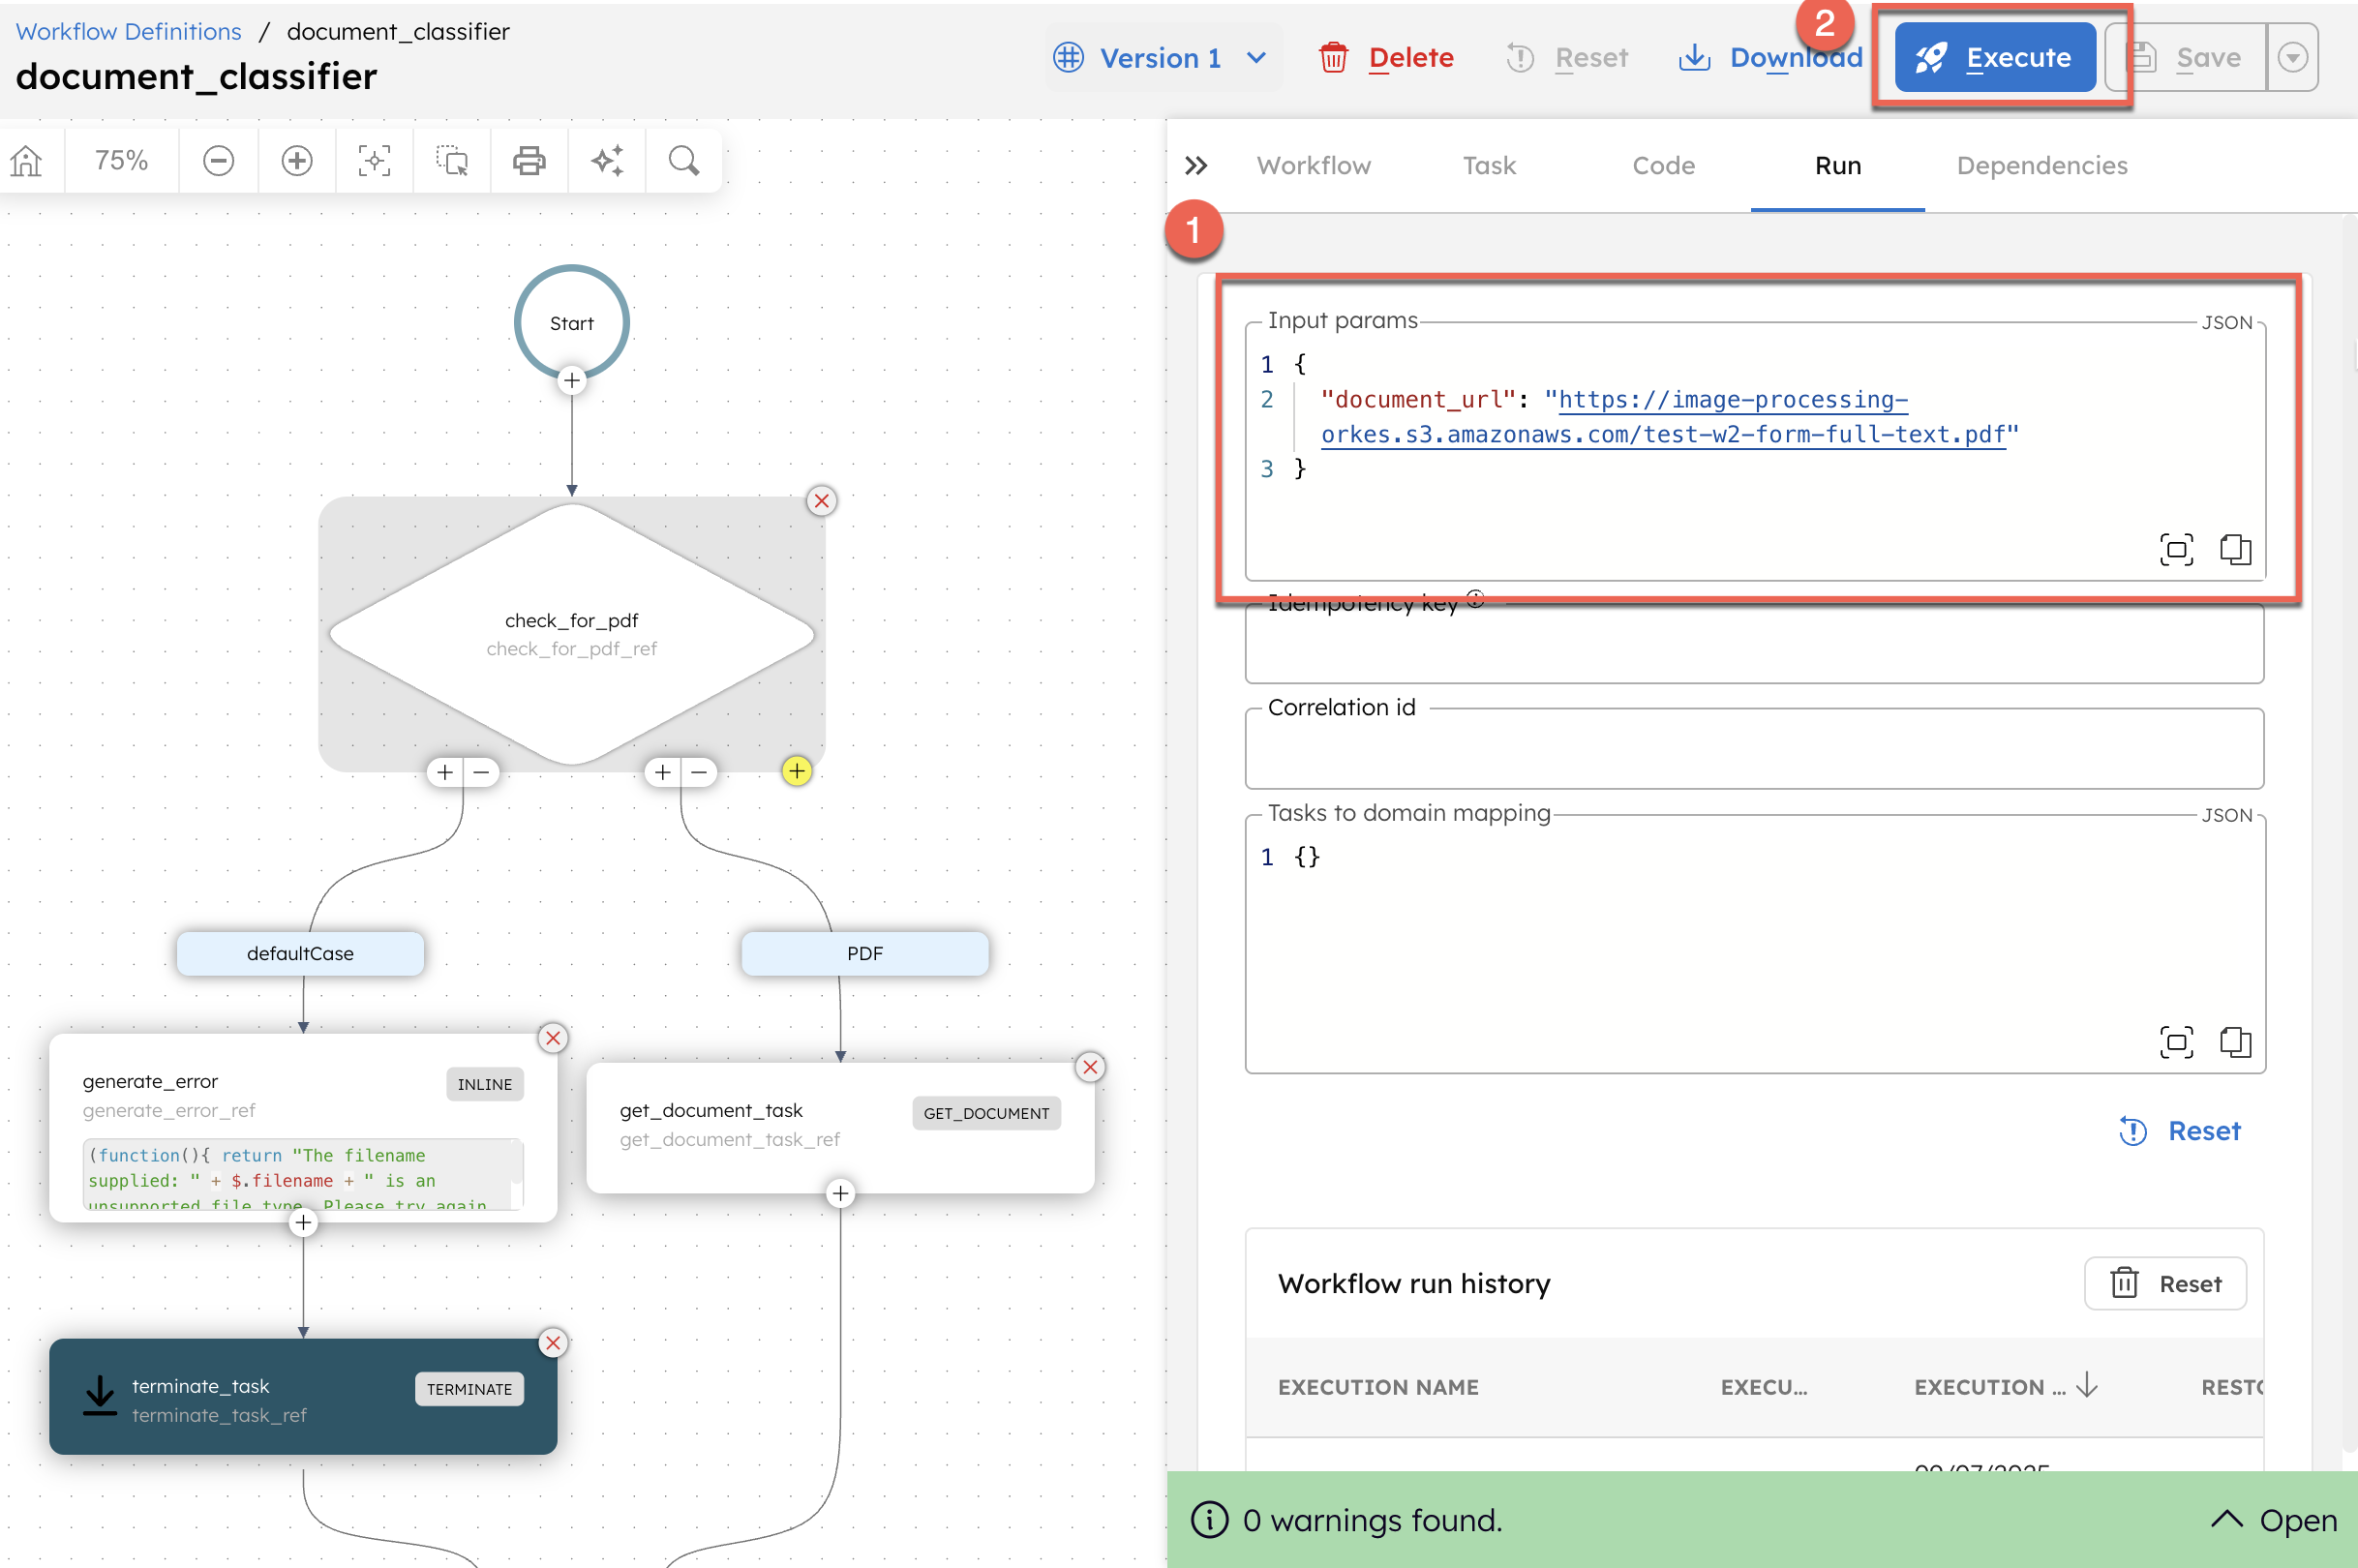 Workflow Definitions / document_classifier
document_classifier
Version 1
Delete
Reset
Download
2
Execute
Save
75%
Workflow
Task
Code
Run
Dependencies
1
Start
check_for_pdf
check_for_pdf_ref
defaultCase
PDF
generate_error
INLINE
generate_error_ref
(function(){ return "The filename
supplied: " + $.filename + " is an
unsupported file type. Please try again
get_document_task
GET_DOCUMENT
get_document_task_ref
terminate_task
TERMINATE
terminate_task_ref
Input params
JSON
1 {
2 "document_url": "https://image-processing-
orkes.s3.amazonaws.com/test-w2-form-full-text.pdf"
3 }
Idempotency key
Correlation id
Tasks to domain mapping
JSON
1 {}
Reset
Workflow run history
Reset
EXECUTION NAME
EXECU...
EXECUTION ...
0 warnings found.
Open